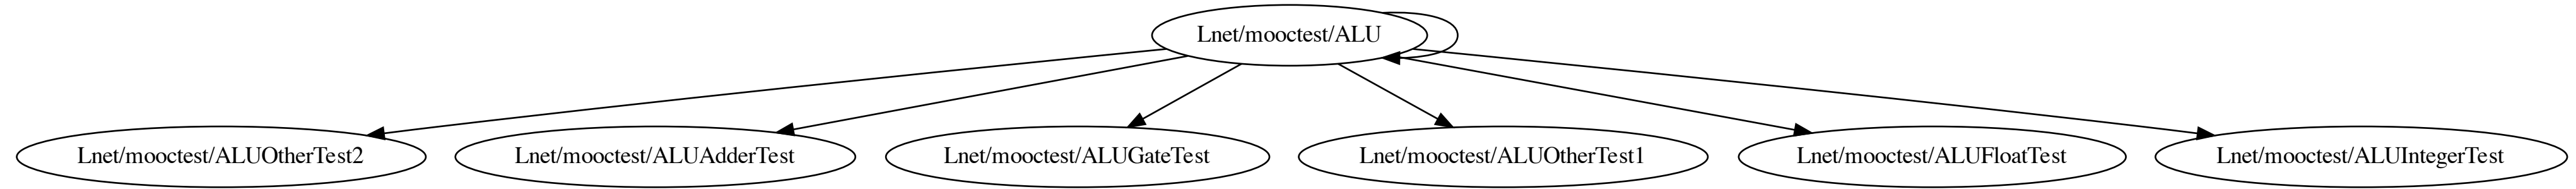 Lnet/mooctest/ALU
Lnet/mooctest/ALUOtherTest2
Lnet/mooctest/ALUAdderTest
Lnet/mooctest/ALUGateTest
Lnet/mooctest/ALUOtherTest1
Lnet/mooctest/ALUFloatTest
Lnet/mooctest/ALUIntegerTest